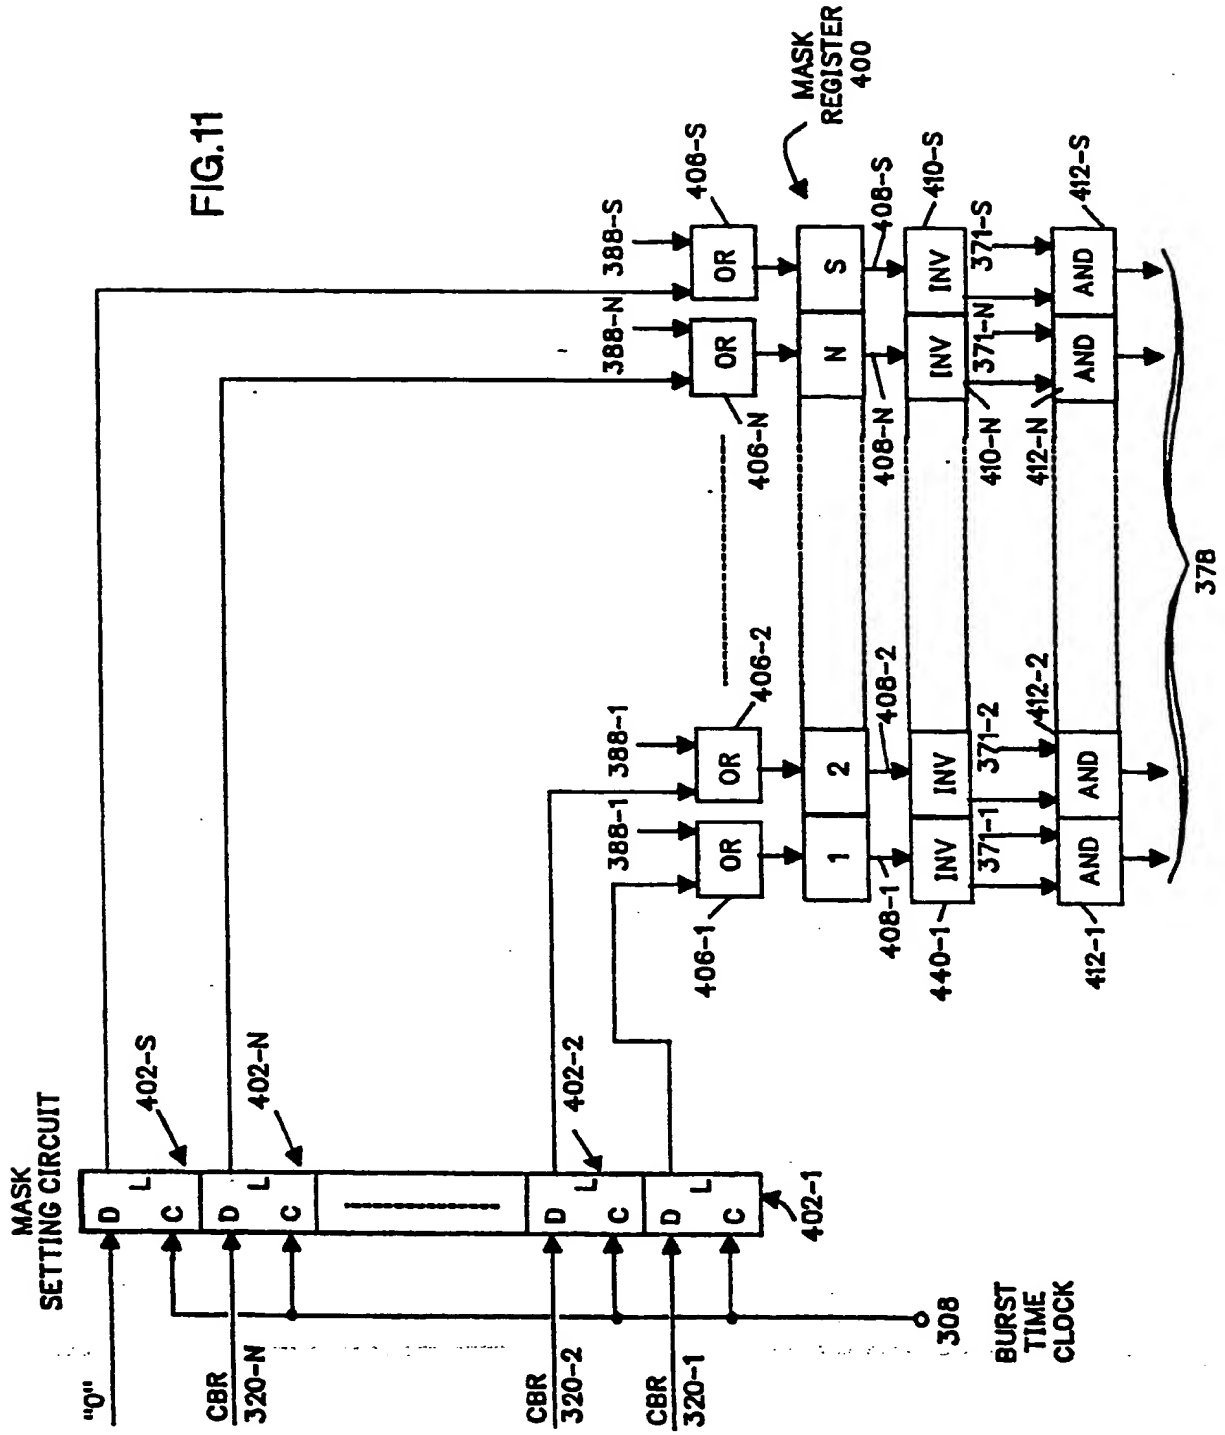 FIG.11
MASK
SETTING CIRCUIT
"0"
D
L
C
402-S
CBR
320-N
D
L
C
402-N
CBR
320-2
D
L
C
402-2
CBR
320-1
D
L
C
402-1
308
BURST
TIME
CLOCK
388-1
388-1
388-N
388-S
OR
OR
OR
OR
406-1
406-2
406-N
406-S
MASK
REGISTER
400
1
2
N
S
408-1
408-2
408-N
408-S
INV
INV
INV
INV
440-1
410-N
410-S
371-1
371-2
371-N
371-S
AND
AND
AND
AND
412-1
412-2
412-N
412-S
378